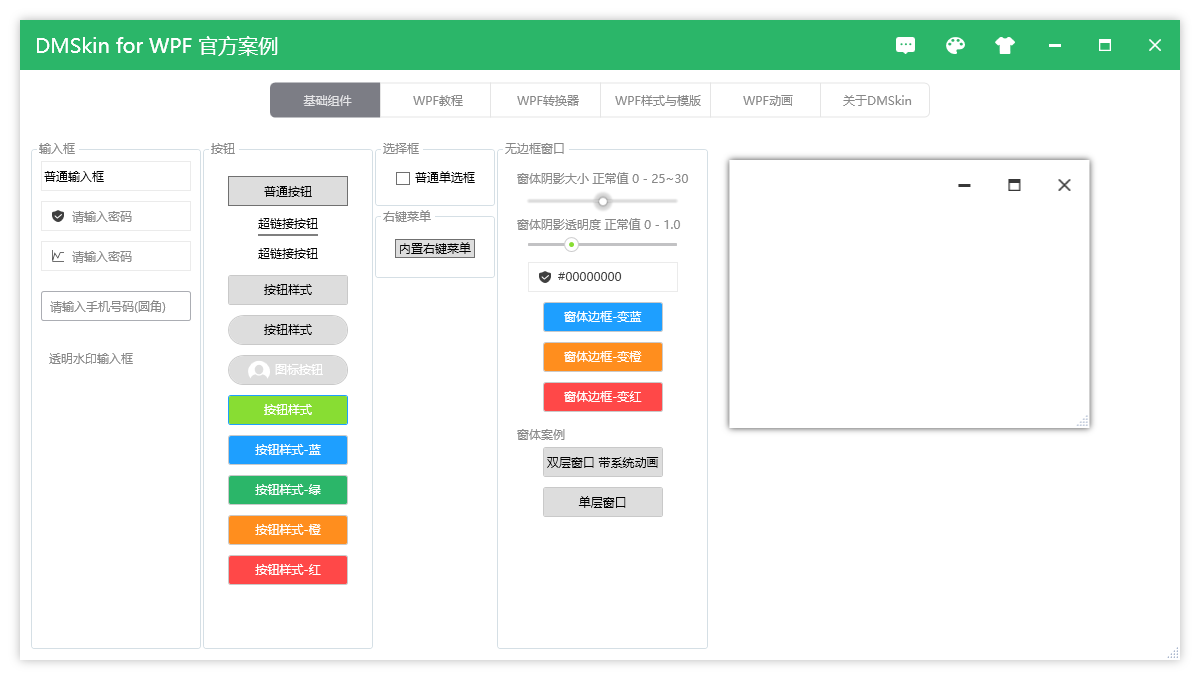 DMSkin for WPF 官方案例
基础组件
WPF教程
WPF转换器
WPF样式与模版
WPF动画
关于DMSkin
输入框
普通输入框
请输入密码
请输入密码
请输入手机号码(圆角)
透明水印输入框
按钮
普通按钮
超链接按钮
超链接按钮
按钮样式
按钮样式
图标按钮
按钮样式
按钮样式-蓝
按钮样式-绿
按钮样式-橙
按钮样式-红
选择框
普通单选框
右键菜单
内置右键菜单
无边框窗口
窗体阴影大小 正常值 0 - 25~30
窗体阴影透明度 正常值 0 - 1.0
#00000000
窗体边框-变蓝
窗体边框-变橙
窗体边框-变红
窗体案例
双层窗口 带系统动画
单层窗口